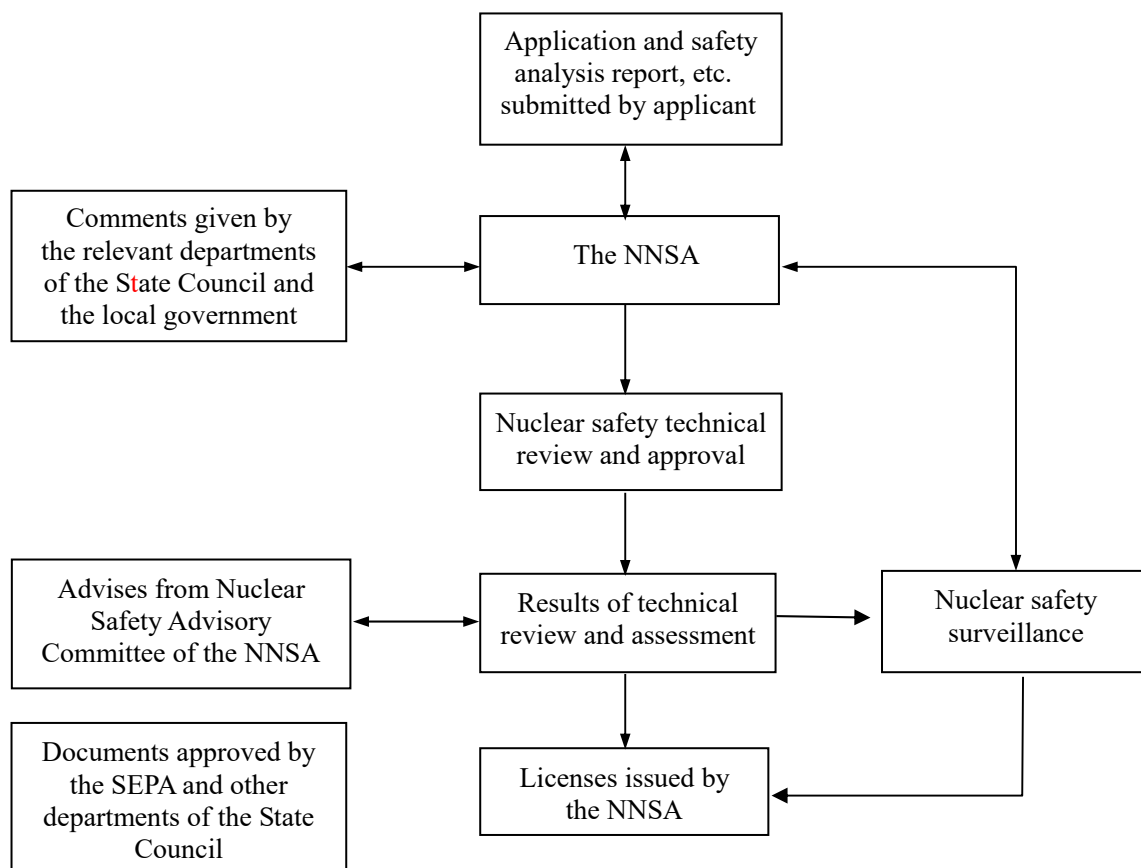 Application and safety
analysis report, etc.
submitted by applicant
Comments given by
the relevant departments
of the State Council and
the local government
The NNSA
Nuclear safety technical
review and approval
Advises from Nuclear
Safety Advisory
Committee of the NNSA
Results of technical
review and assessment
Nuclear safety
surveillance
Documents approved by
the SEPA and other
departments of the State
Council
Licenses issued by
the NNSA